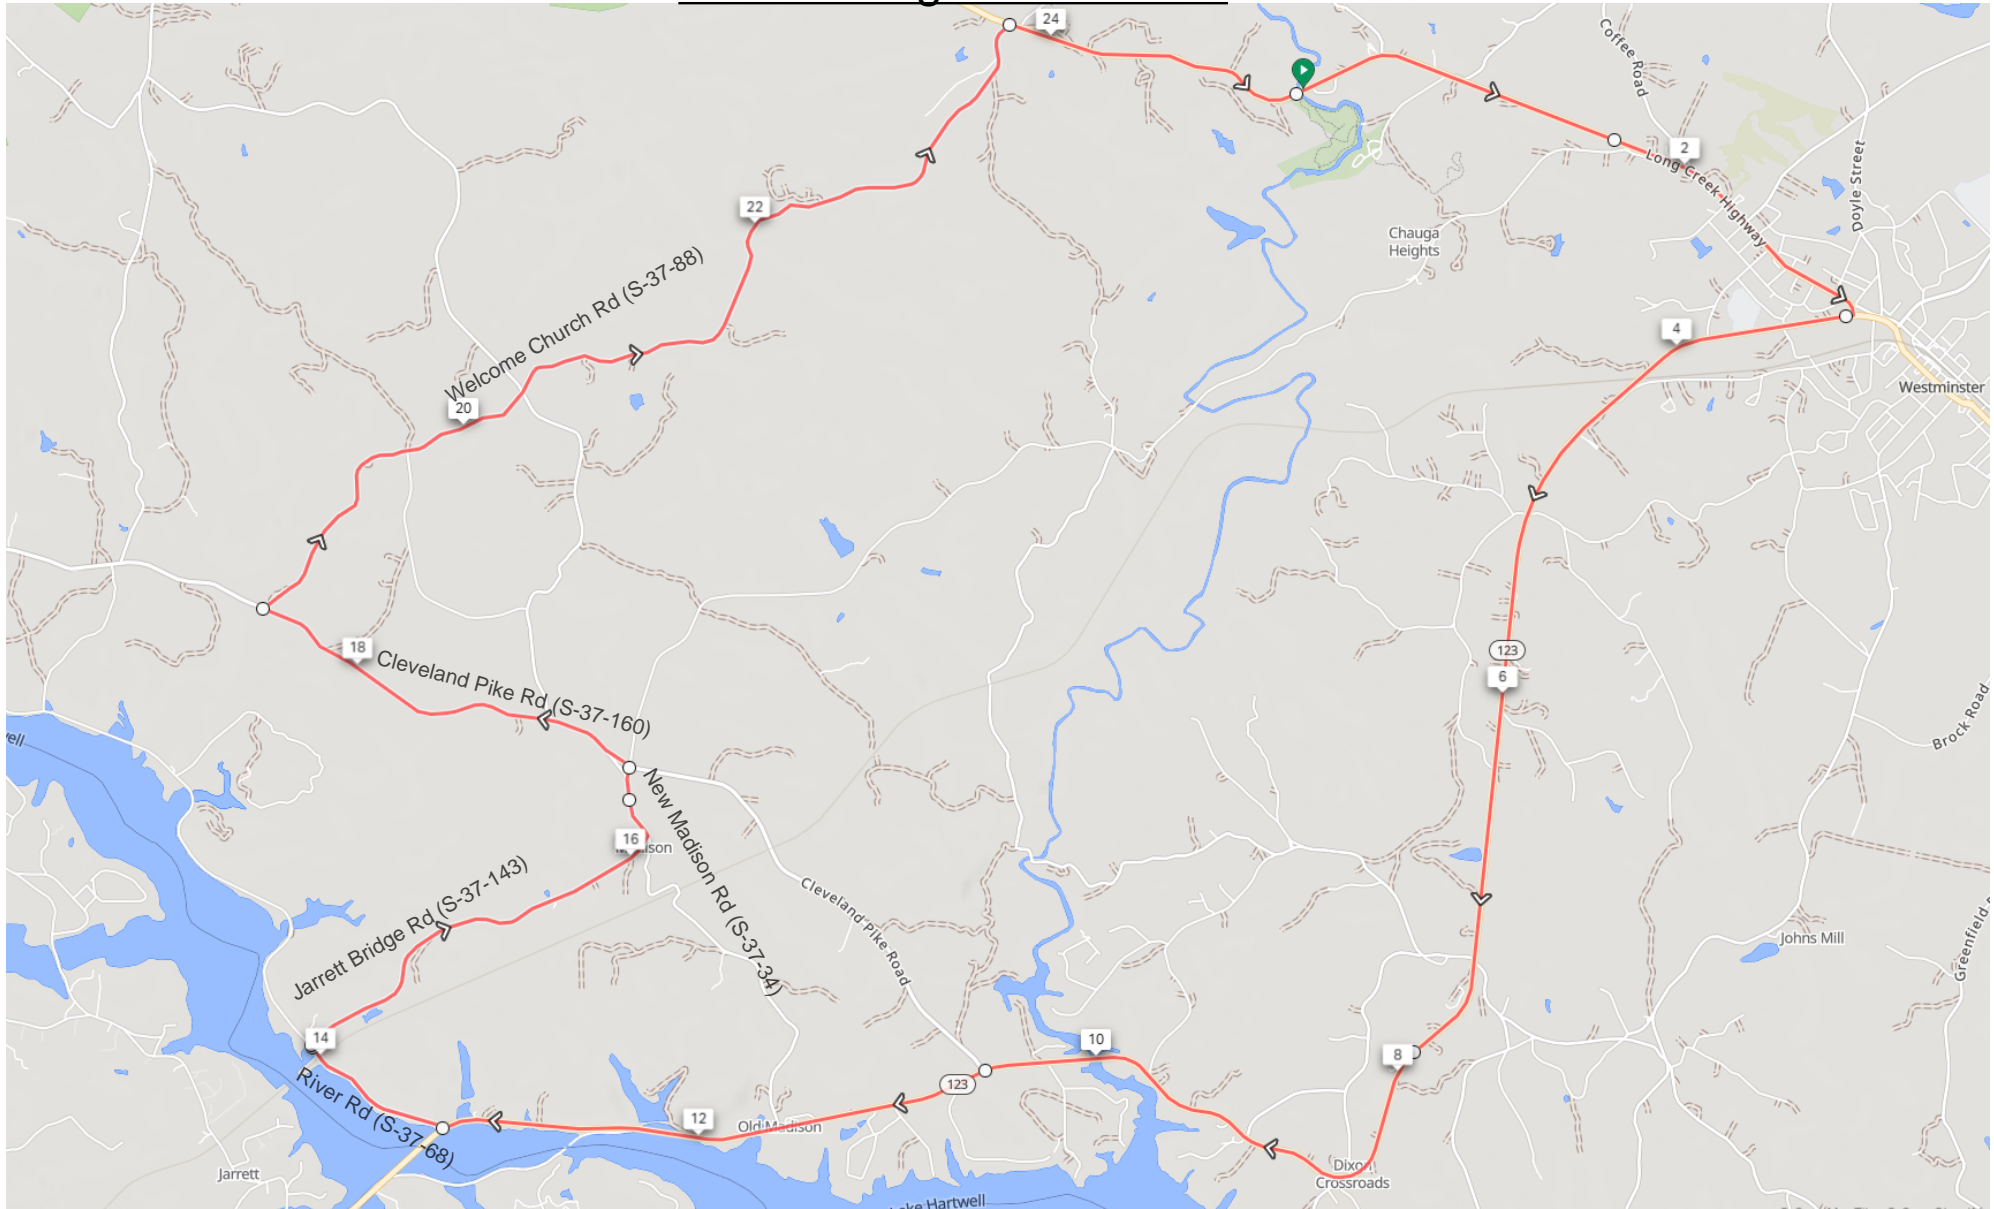 24
Coffee Road
2
Long Creek Highway
Doyle Street
22
Chauga
Heights
Welcome Church Rd (S-37-88)
4
Westminster
20
123
6
18
Cleveland Pike Rd (S-37-160)
Brock Road
New Madison Rd (S-37-34)
16
Jarrett Bridge Rd (S-37-143)
Cleveland Pike Road
Johns Mill
14
10
8
River Rd (S-37-68)
123
12
Old Madison
Jarrett
Dixon
Crossroads